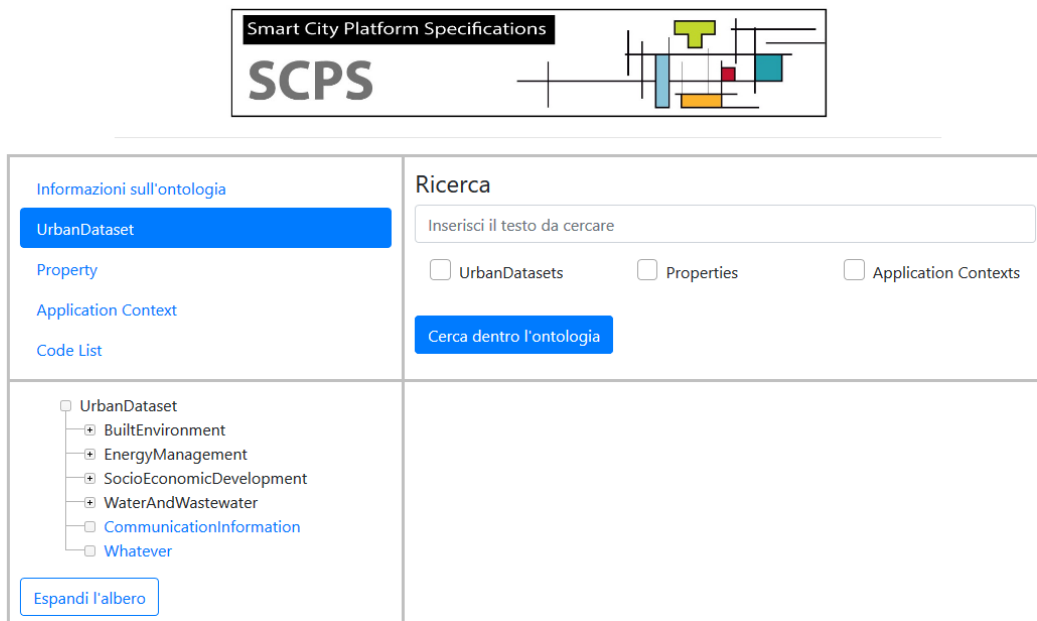 Smart City Platform Specifications
SCPS
Informazioni sull'ontologia
UrbanDataset
Property
Application Context
Code List
Ricerca
Inserisci il testo da cercare
UrbanDatasets Properties Application Contexts
Cerca dentro l'ontologia
UrbanDataset
BuiltEnvironment
EnergyManagement
SocioEconomicDevelopment
WaterAndWastewater
CommunicationInformation
Whatever
Espandi l'albero